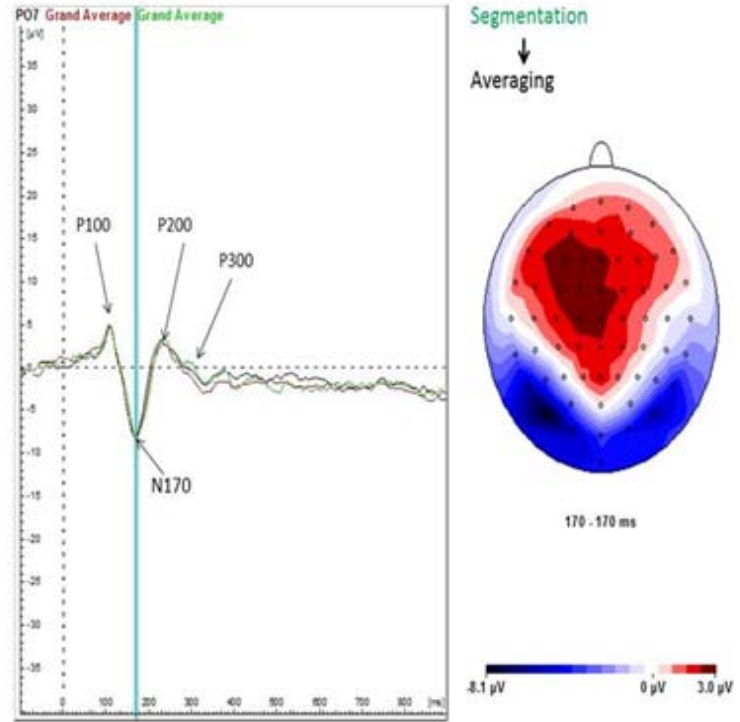 PO7 Grand Average Grand Average
[µV]
35
30
25
20
15
10
5
0
-5
-10
-15
-20
-25
-30
-35
P100
P200
P300
N170
0 100 200 300 400 500 600 700 800 [ms]
Segmentation
Averaging
170 - 170 ms
-8.1 µV 0 µV 3.0 µV